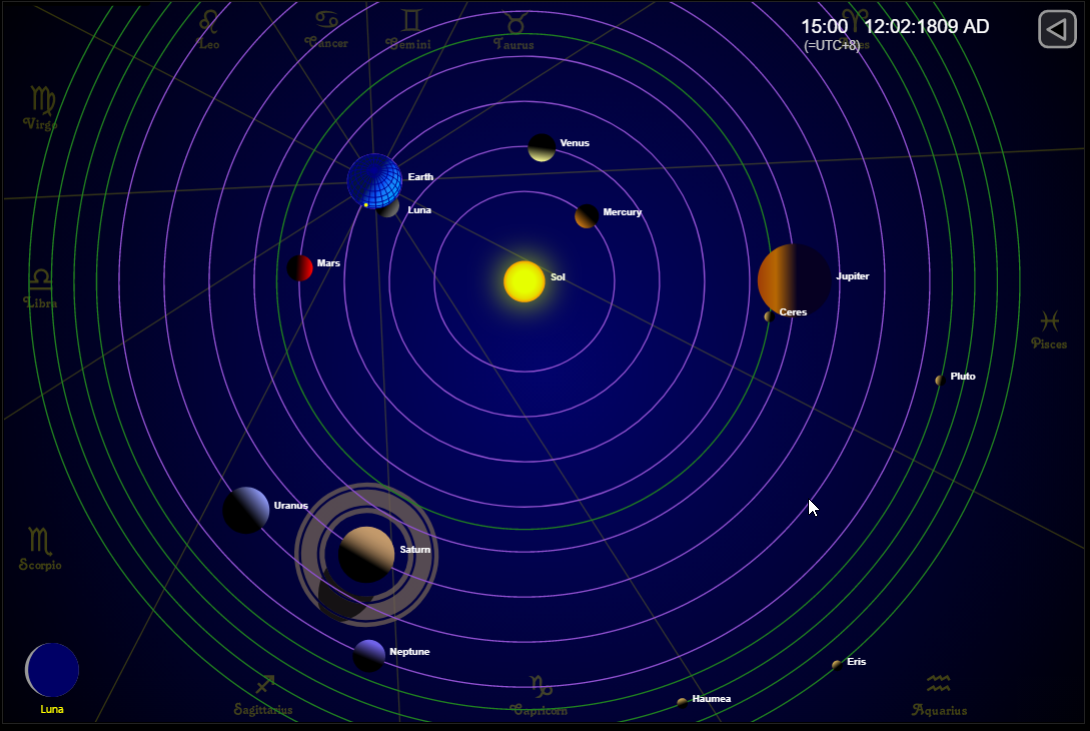 15:00 12:02:1809 AD
(=UTC+8)
Leo
Cancer
Gemini
Taurus
Virgo
Venus
Earth
Luna
Mercury
Mars
Sol
Jupiter
Libra
Ceres
Pisces
Pluto
Uranus
Saturn
Scorpio
Neptune
Eris
Haumea
Luna
Sagittarius
Capricorn
Aquarius